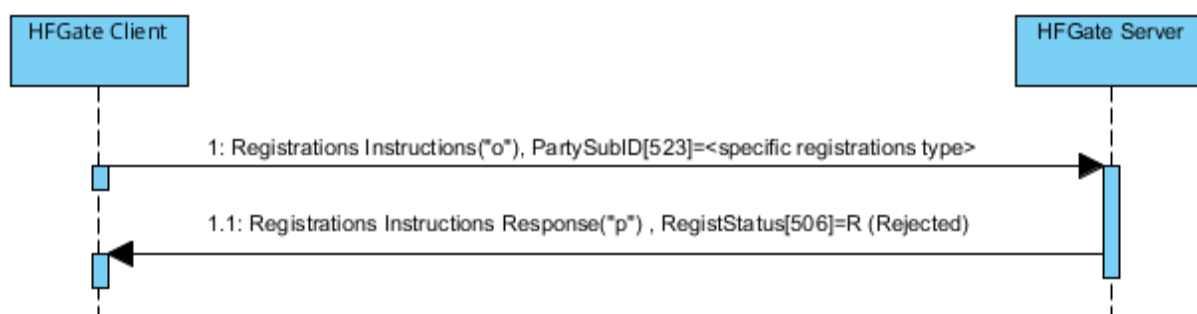 HFGate Client
HFGate Server
1: Registrations Instructions("o"), PartySubID[523]=<specific registrations type>
1.1: Registrations Instructions Response("p") , RegistStatus[506]=R (Rejected)